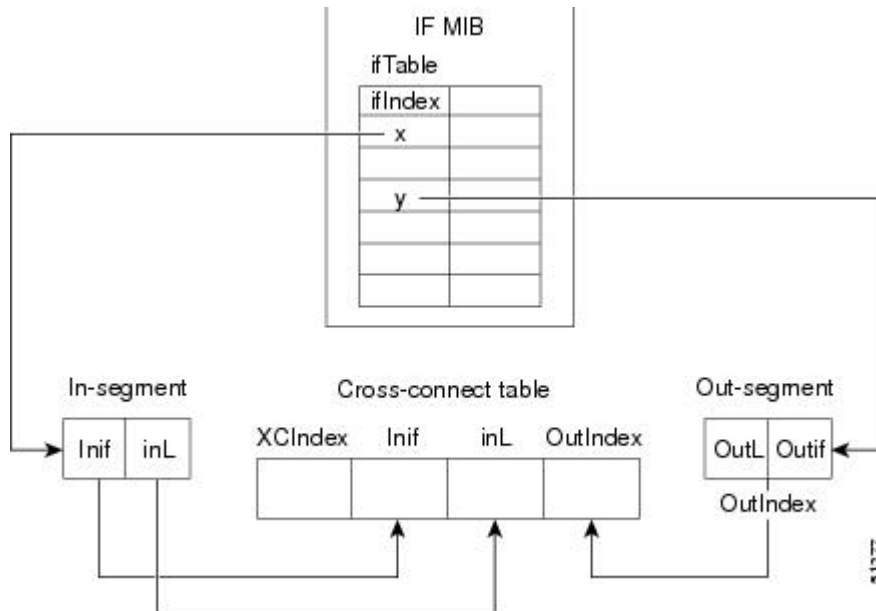 IF MIB
ifTable
ifIndex
x
y
In-segment
Cross-connect table
Out-segment
XCIndex Inif inL OutIndex
Inif inL
OutL Outif
OutIndex